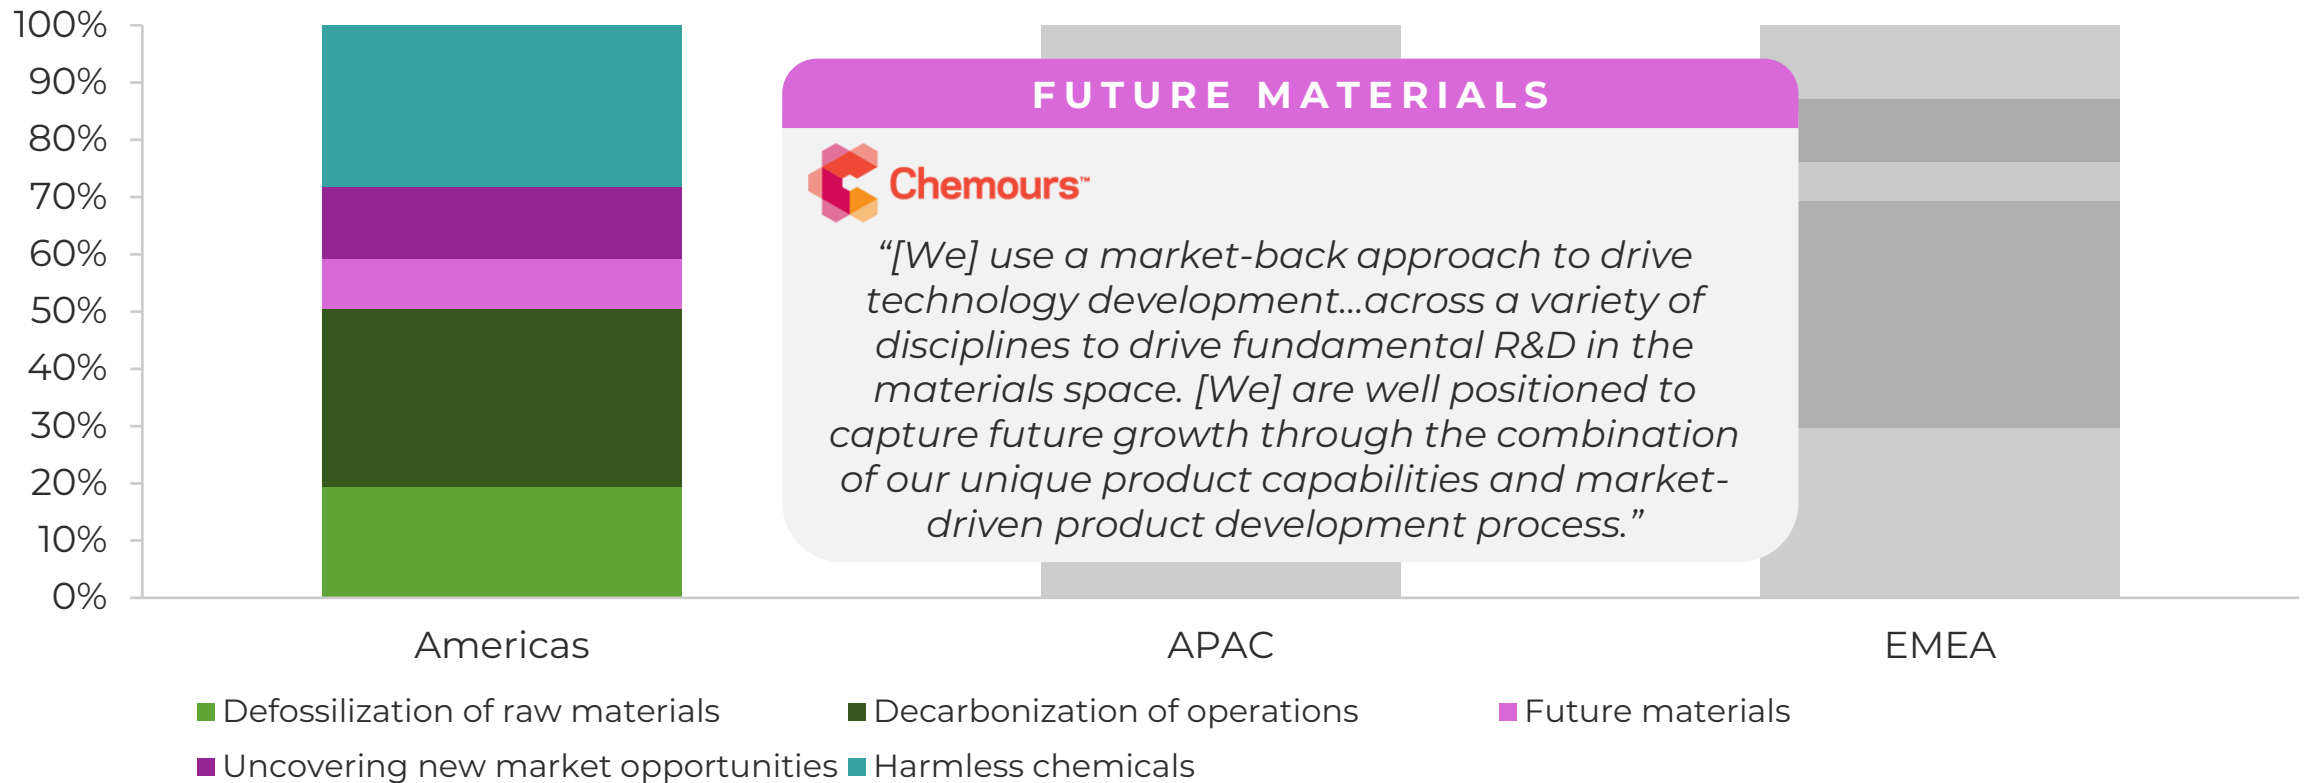 100%
90%
80%
70%
60%
50%
40%
30%
20%
10%
0%
FUTURE MATERIALS
Chemours™
“[We] use a market-back approach to drive
technology development...across a variety of
disciplines to drive fundamental R&D in the
materials space. [We] are well positioned to
capture future growth through the combination
of our unique product capabilities and market-
driven product development process.”
Americas
APAC
EMEA
Defossilization of raw materials
Decarbonization of operations
Future materials
Uncovering new market opportunities
Harmless chemicals